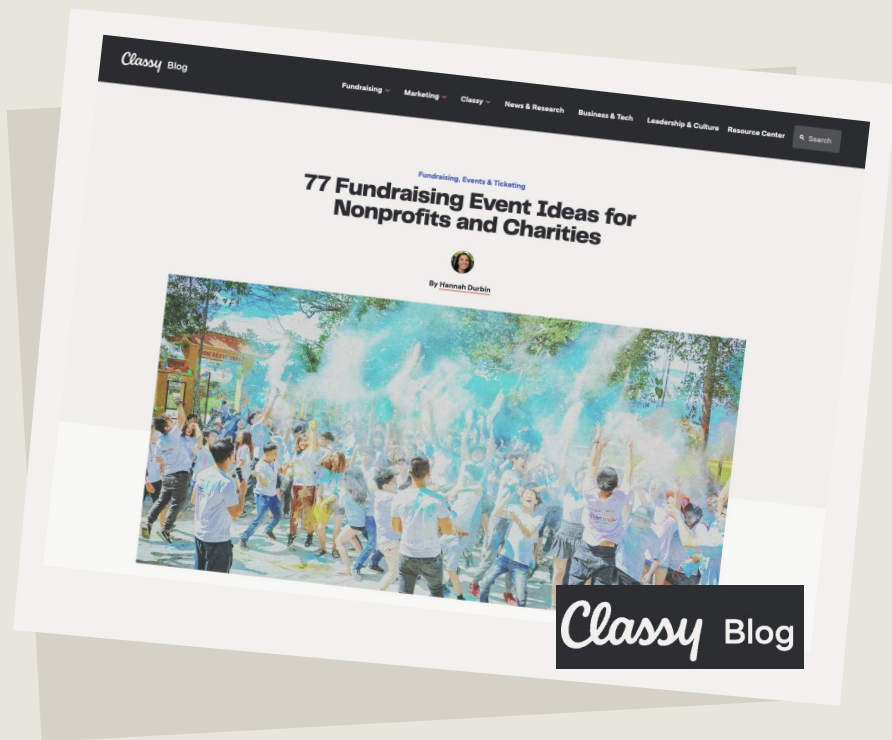 Classy Blog
Fundraising
Marketing
Classy
News & Research
Business & Tech
Leadership & Culture
Resource Center
Search
Fundraising, Events & Ticketing
77 Fundraising Event Ideas for
Nonprofits and Charities
By Hannah Durbin
Classy Blog